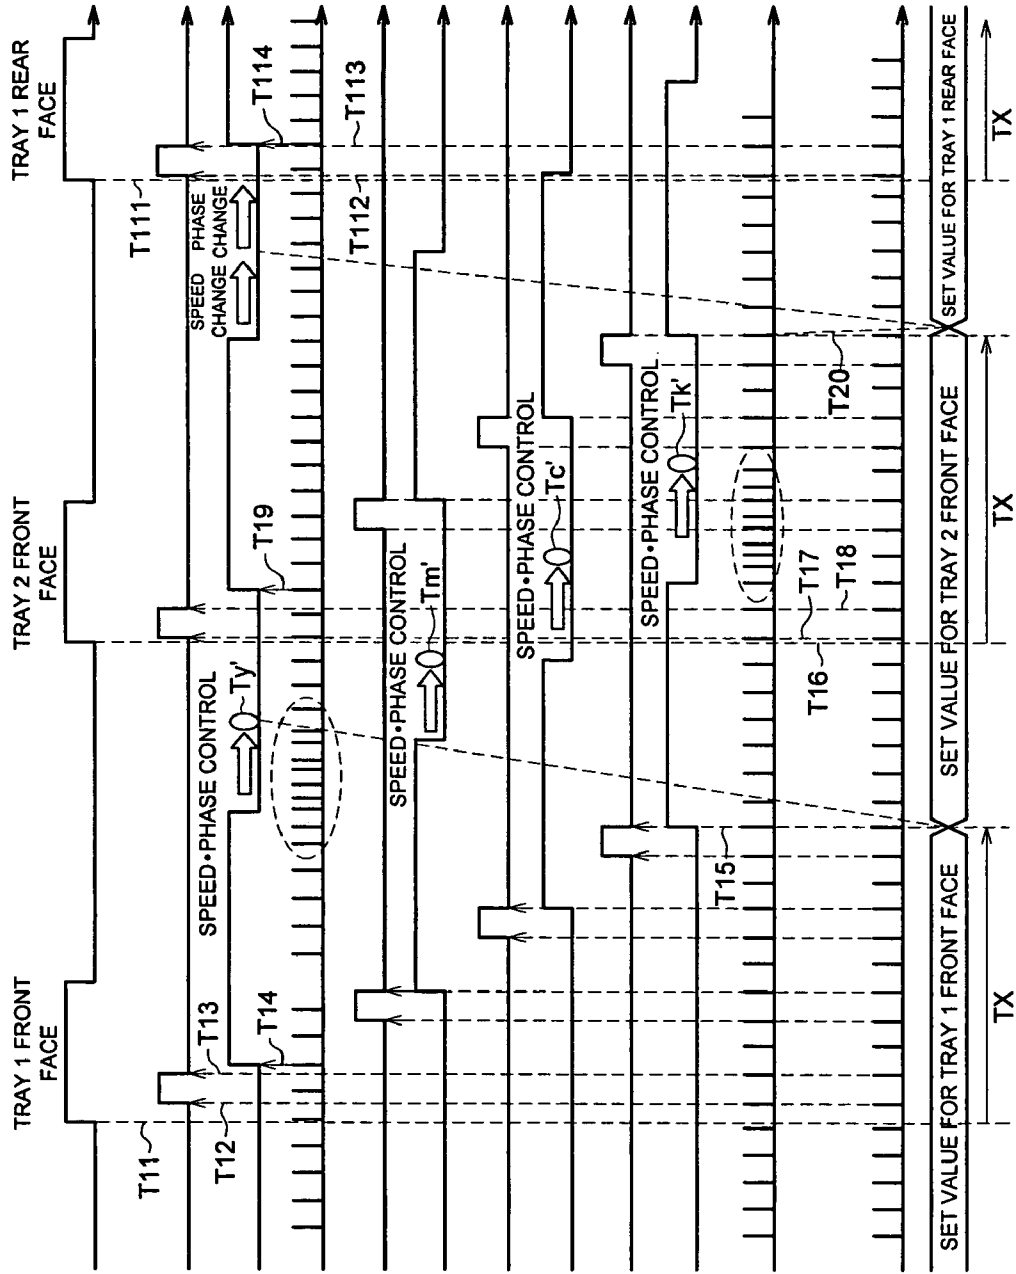 TRAY 1 FRONT
FACE
TRAY 2 FRONT
FACE
TRAY 1 REAR
FACE
T11
T12
T13
T14
SPEED•PHASE CONTROL
Ty'
T19
T111
SPEED
CHANGE
PHASE
CHANGE
T114
T112
T113
SPEED•PHASE CONTROL
Tm'
SPEED•PHASE CONTROL
Tc'
SPEED•PHASE CONTROL
Tk'
T15
T16
T17
T18
T20
SET VALUE FOR TRAY 1 FRONT FACE
SET VALUE FOR TRAY 2 FRONT FACE
SET VALUE FOR TRAY 1 REAR FACE
TX
TX
TX